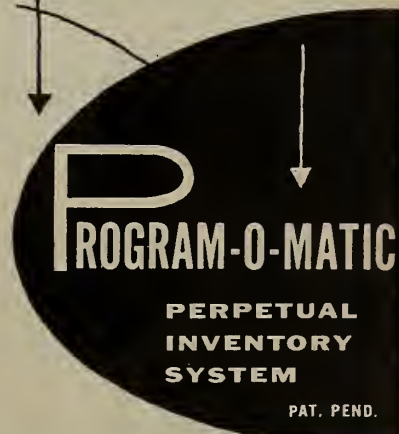 PROGRAM-O-MATIC
PERPETUAL
INVENTORY
SYSTEM
PAT. PEND.